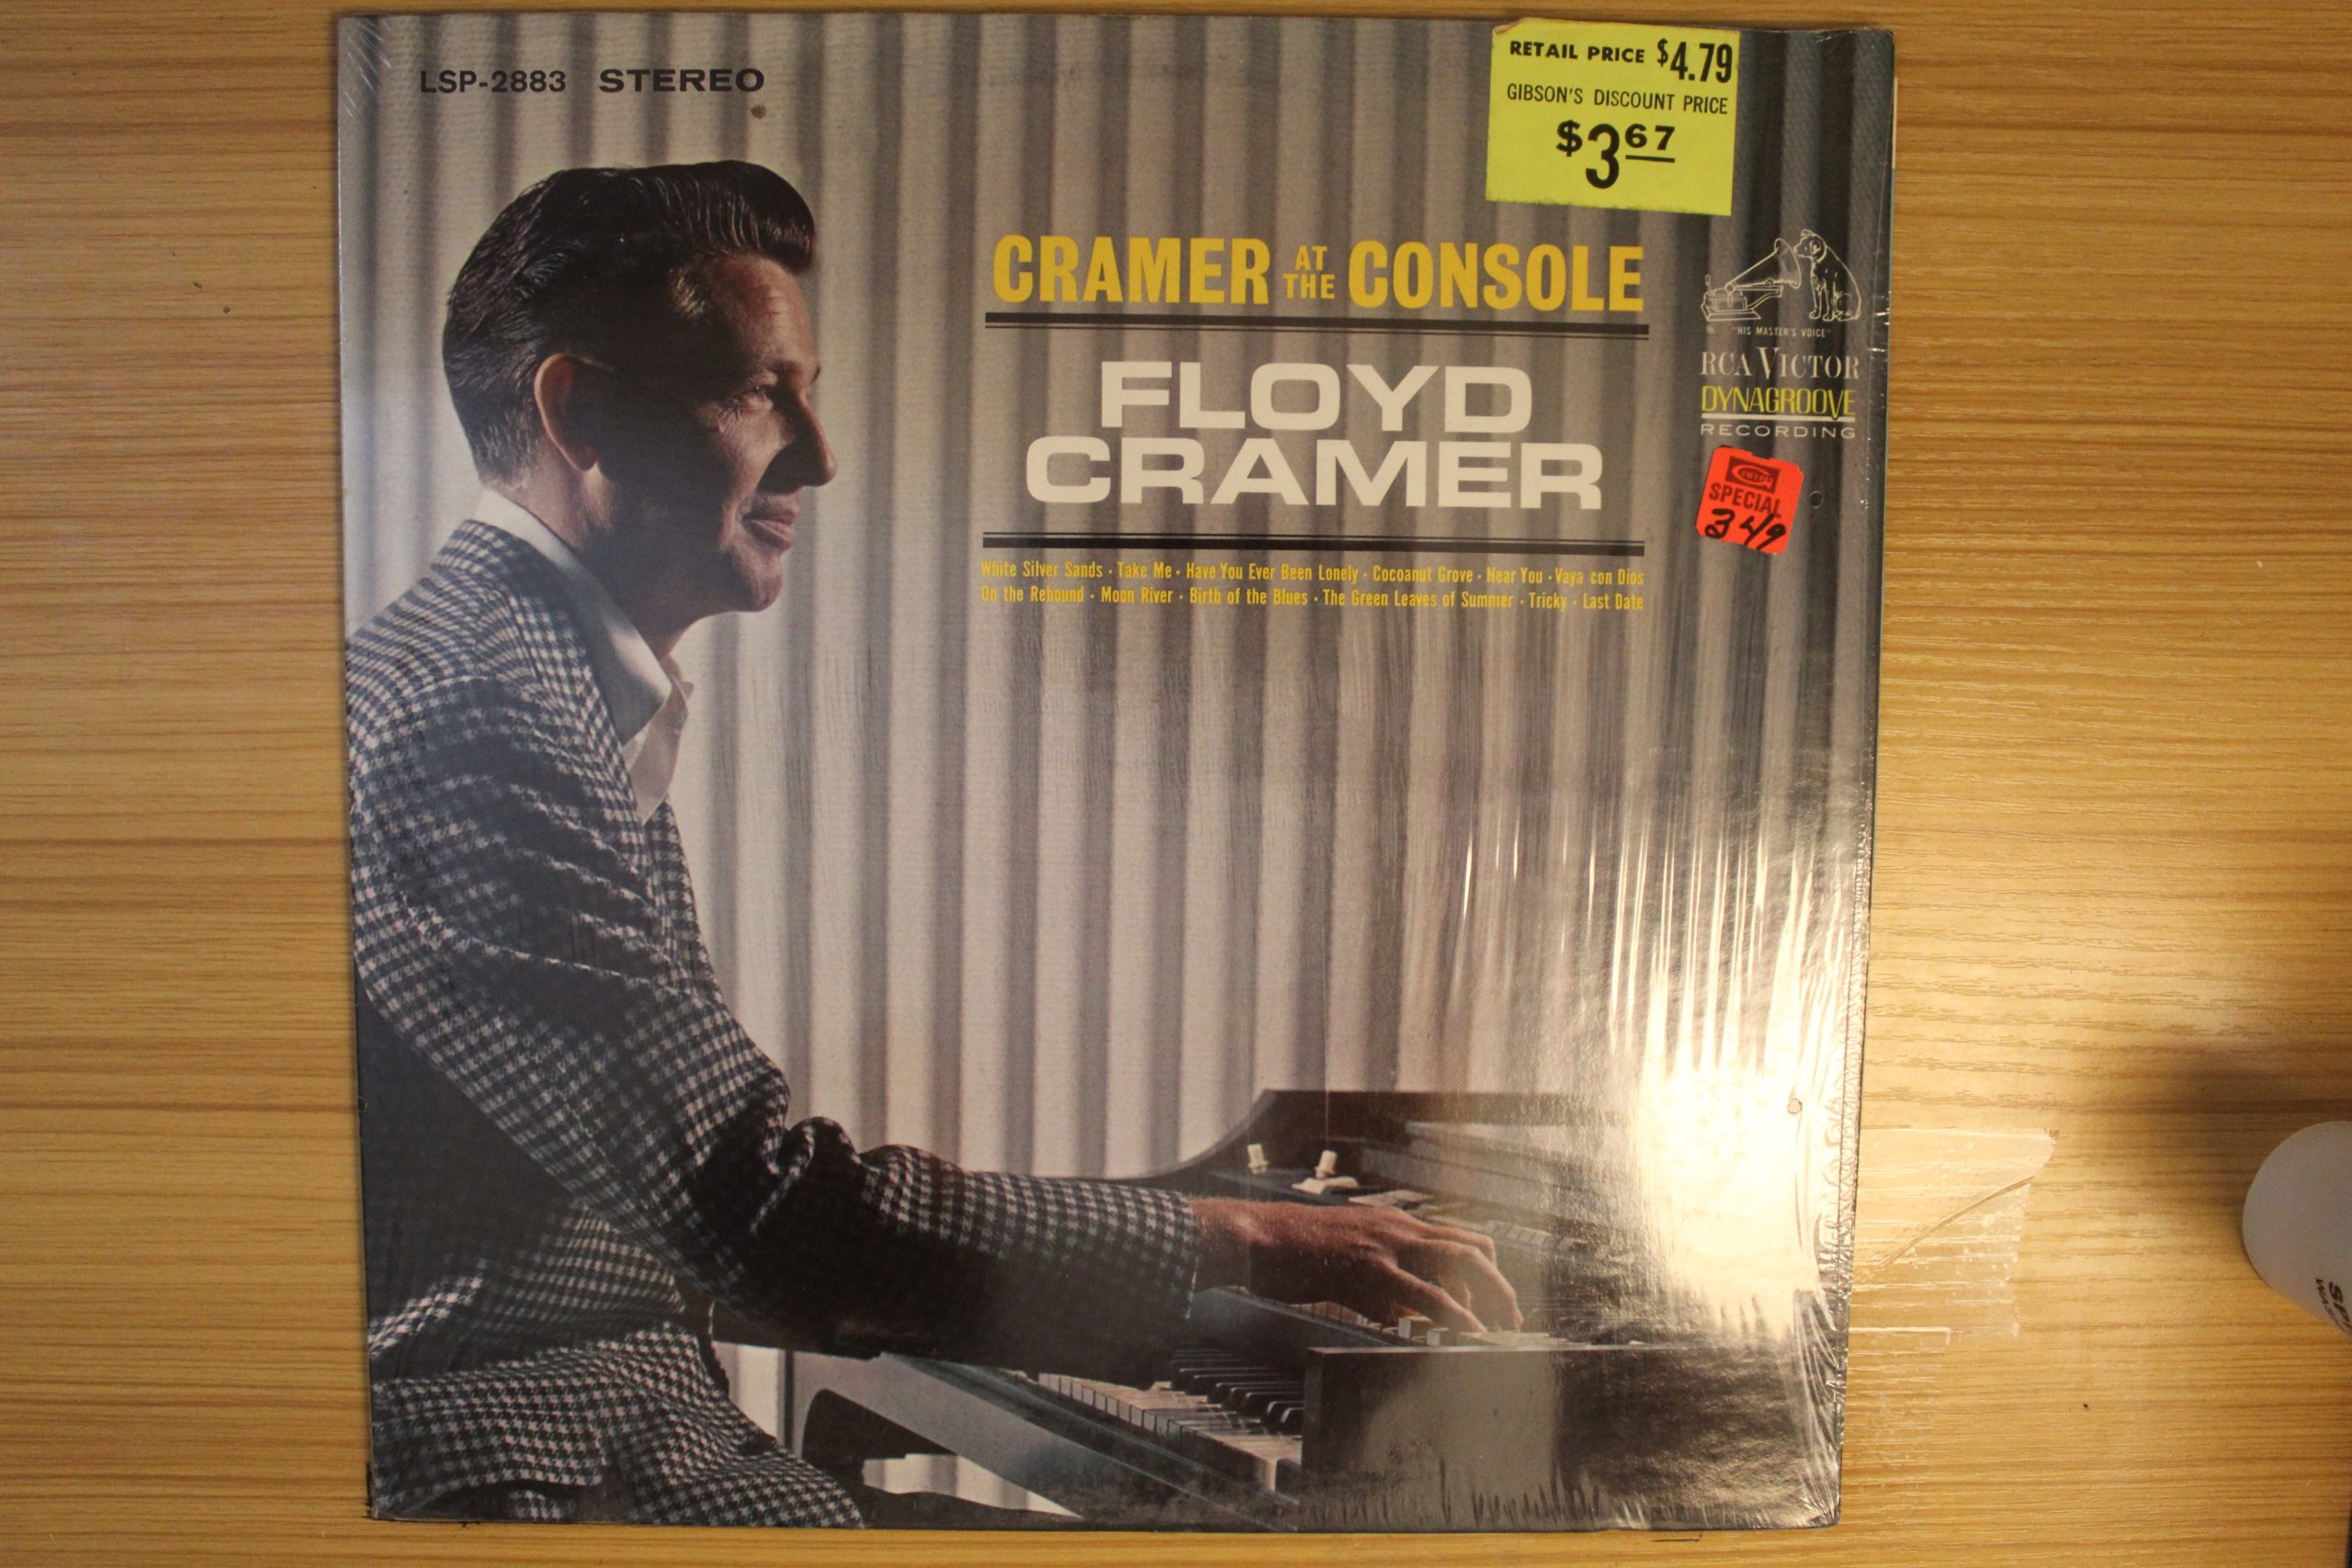 LSP-2883 STEREO
RETAIL PRICE $4.79
GIBSON'S DISCOUNT PRICE
$3 67
CRAMER AT THE CONSOLE
FLOYD
CRAMER
White Silver Sands · Take Me · Have You Ever Been Lonely · Cocoanut Grove · Near You · Vaya con Dios
On the Rebound · Moon River · Birth of the Blues · The Green Leaves of Summer · Tricky · Last Date
"HIS MASTER'S VOICE"
RCA VICTOR
DYNAGROOVE
RECORDING
SPECIAL
3 49